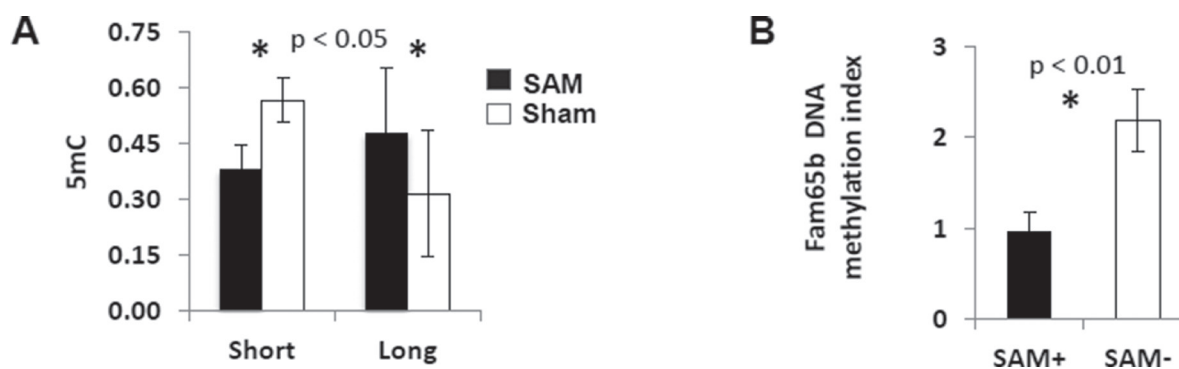 A
5mC
0.75
0.60
0.45
0.30
0.15
0.00
* p < 0.05 *
SAM
Sham
Short Long
B
Fam65b DNA
methylation index
3
2
1
0
p < 0.01
*
SAM+ SAM-